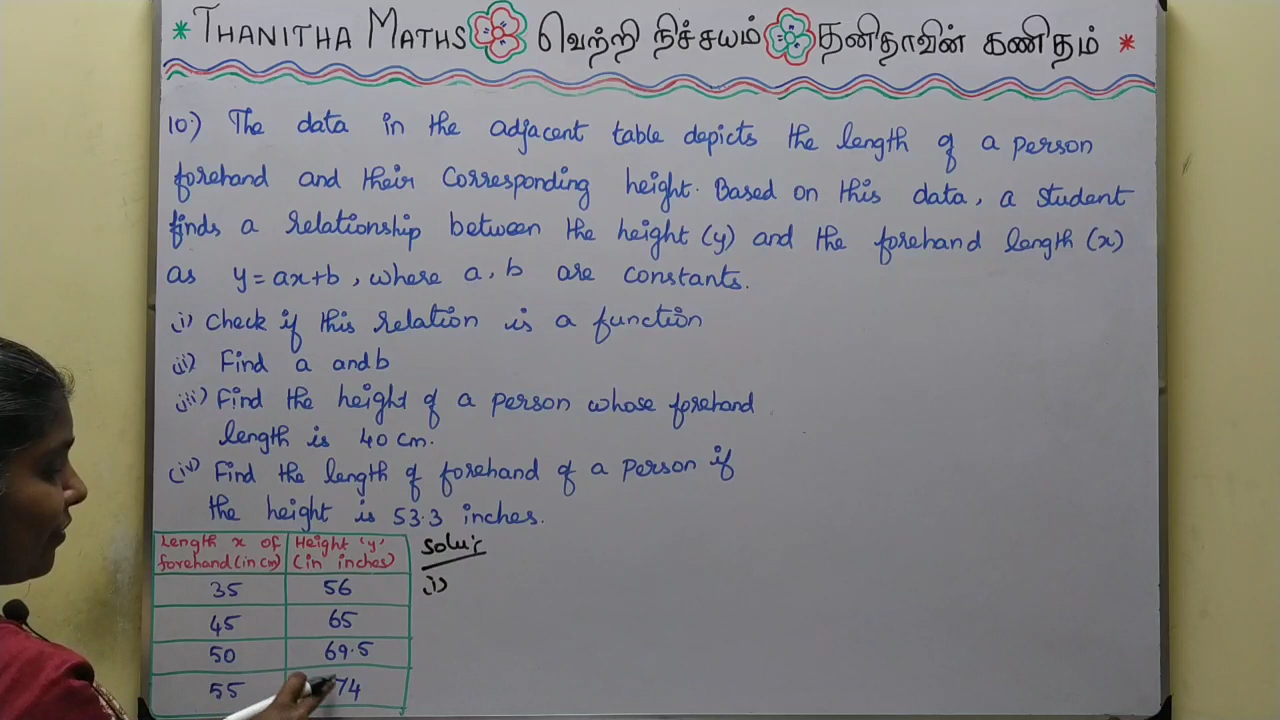 * THANITHA MATHS வெற்றி நிச்சயம் தனிதாவின் கணிதம் *
10:) The data in the adjacent table depicts the length of a person
forehand and their corresponding height. Based on this data, a student
finds a relationship between the height (y) and the forehand length (x)
as y = ax+b, where a, b are constants.
(i) Check if this relation is a function
(ii) Find a and b
(iii) Find the height of a person whose forehand
length is 40 cm.
(iv) Find the length of forehand of a person if
the height is 53.3 inches.
Length x of forehand (in cm) Height 'y' (in inches)
35 56
45 65
50 69.5
55 74
Solu:
(i)